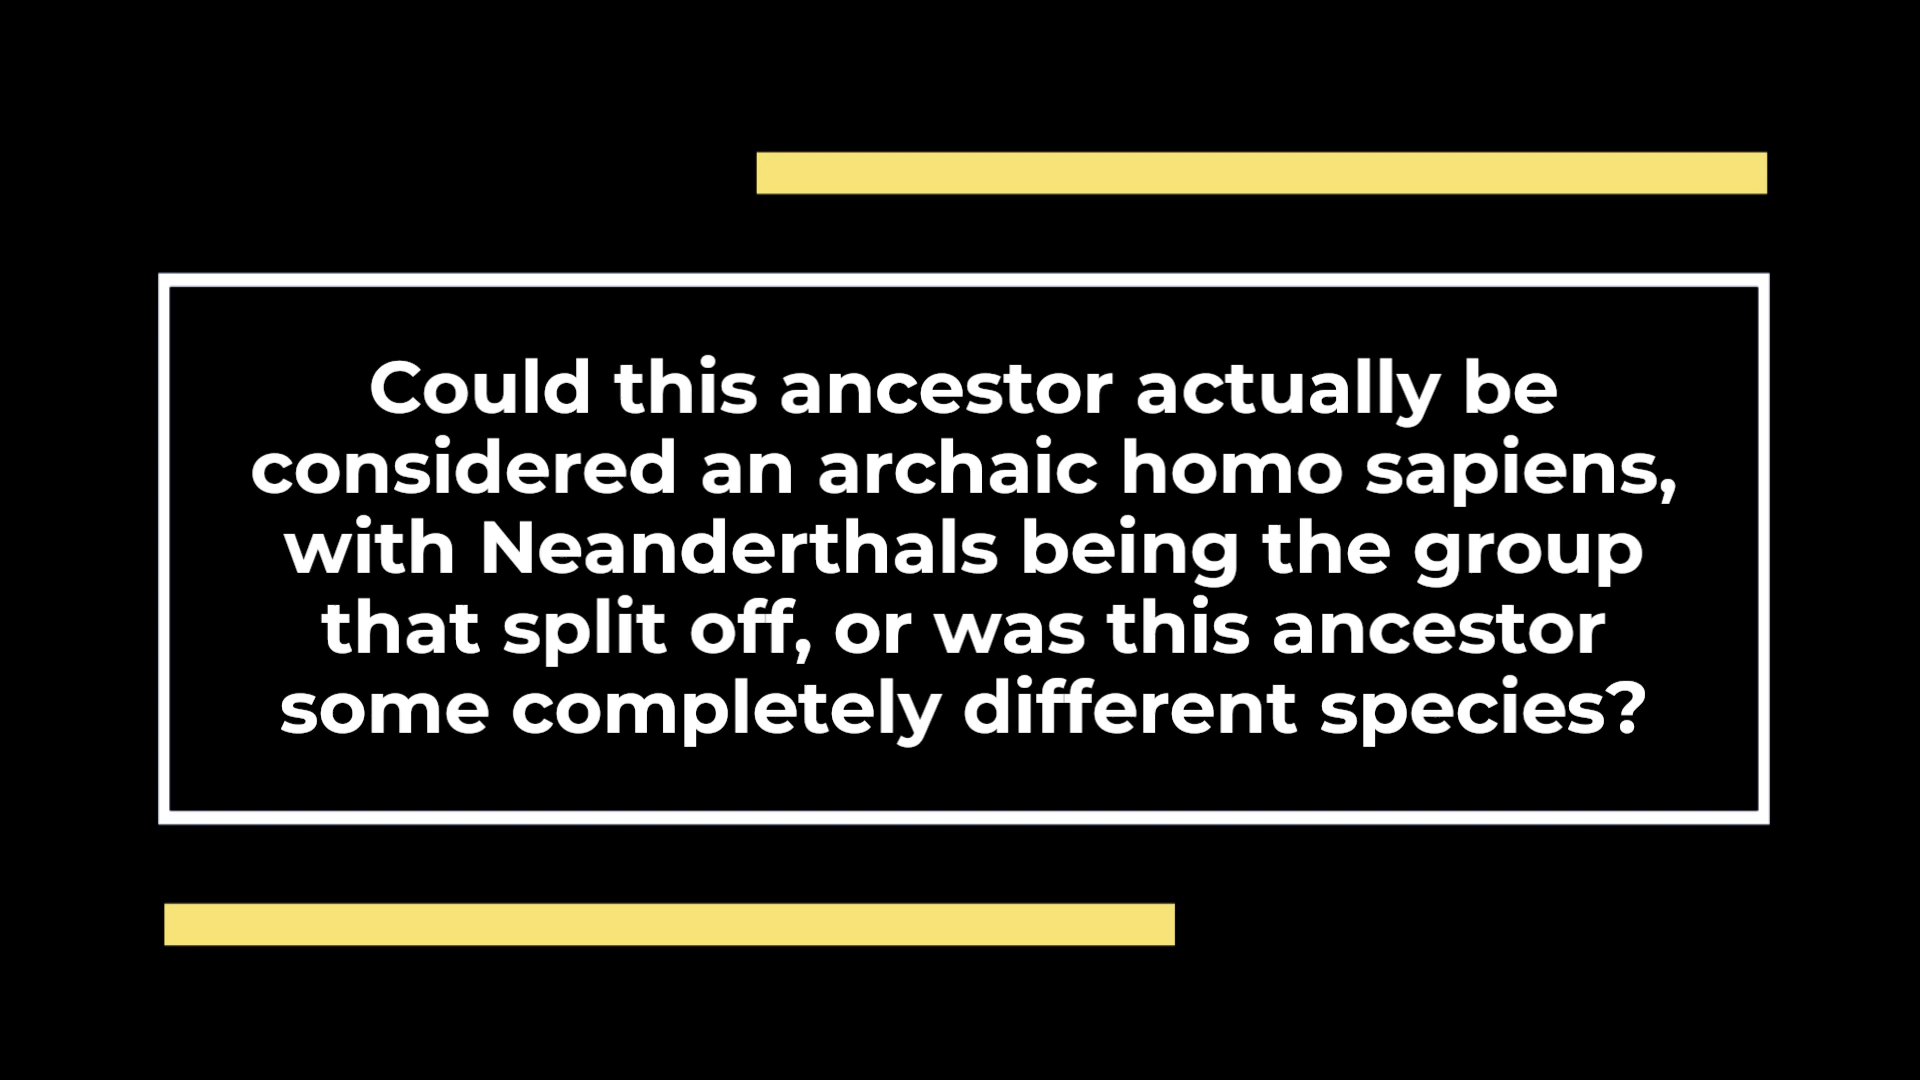 Could this ancestor actually be
considered an archaic homo sapiens,
with Neanderthals being the group
that split off, or was this ancestor
some completely different species?